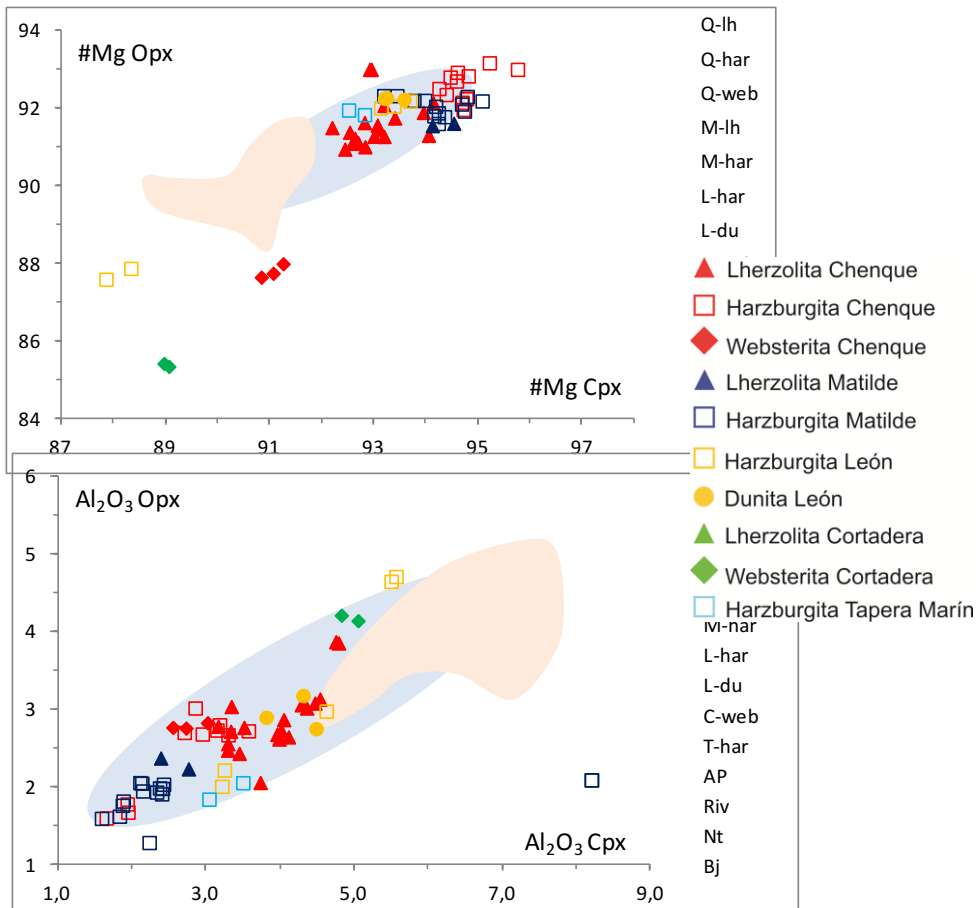 94
#Mg Opx
92
90
88
86
84
87
89
91
93
95
97
#Mg Cpx
Q-lh
Q-har
Q-web
M-lh
M-har
L-har
L-du
Lherzolita Chenque
Harzburgita Chenque
Websterita Chenque
Lherzolita Matilde
Harzburgita Matilde
Harzburgita León
Dunita León
Lherzolita Cortadera
Websterita Cortadera
Harzburgita Tapera Marín
6
Al2O3 Opx
5
4
3
2
1
1,0
3,0
5,0
7,0
9,0
Al2O3 Cpx
M-har
L-har
L-du
C-web
T-har
AP
Riv
Nt
Bj